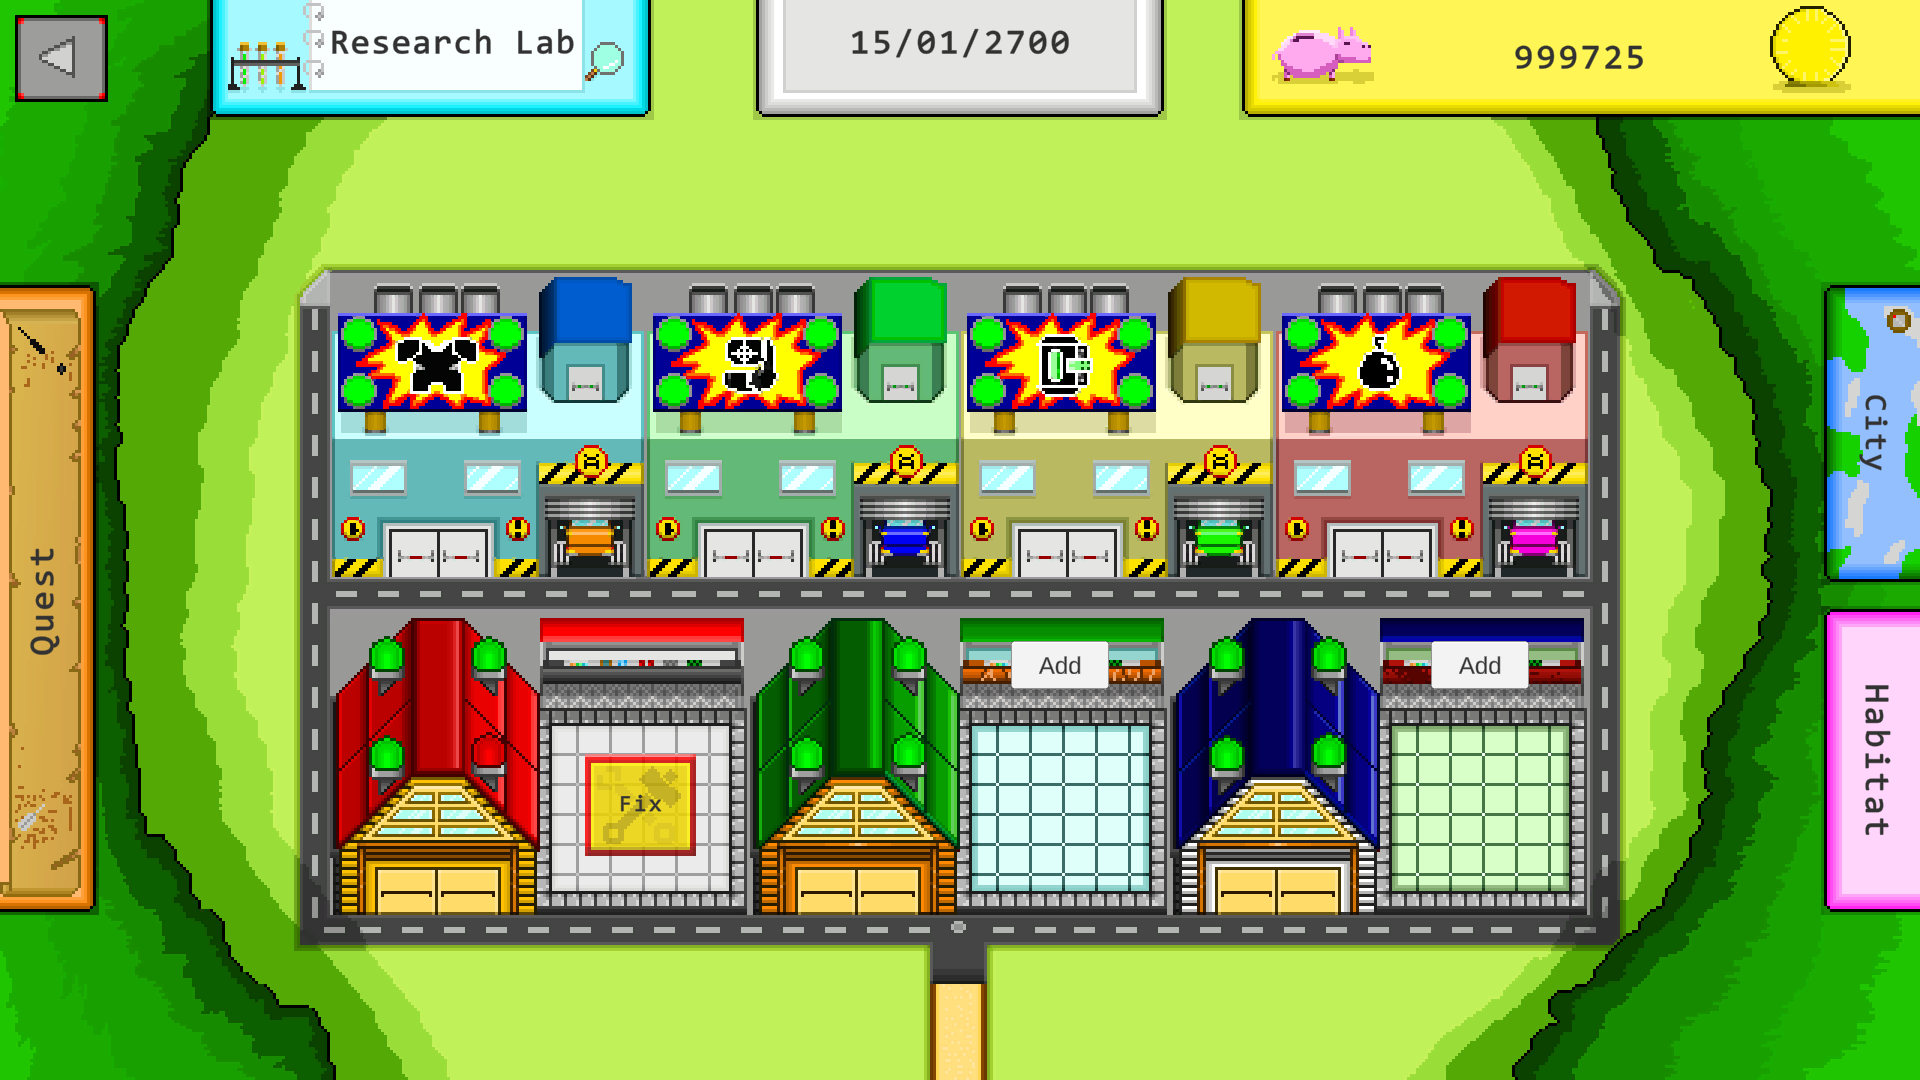 Research Lab
15/01/2700
999725
Quest
City
Habitat
Add
Add
Fix